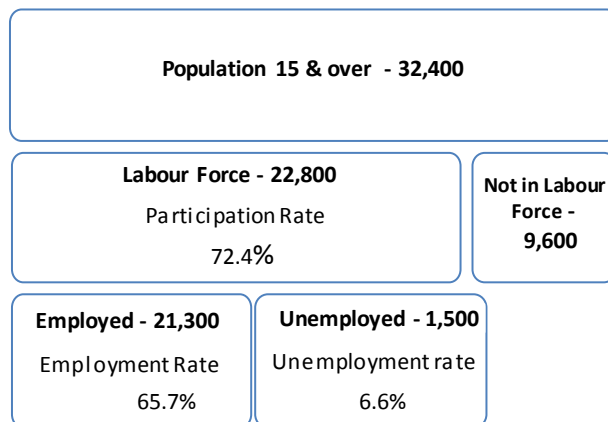 Population 15 & over - 32,400
Labour Force - 22,800
Participation Rate
72.4%
Not in Labour
Force -
9,600
Employed - 21,300
Employment Rate
65.7%
Unemployed - 1,500
Unemployment rate
6.6%